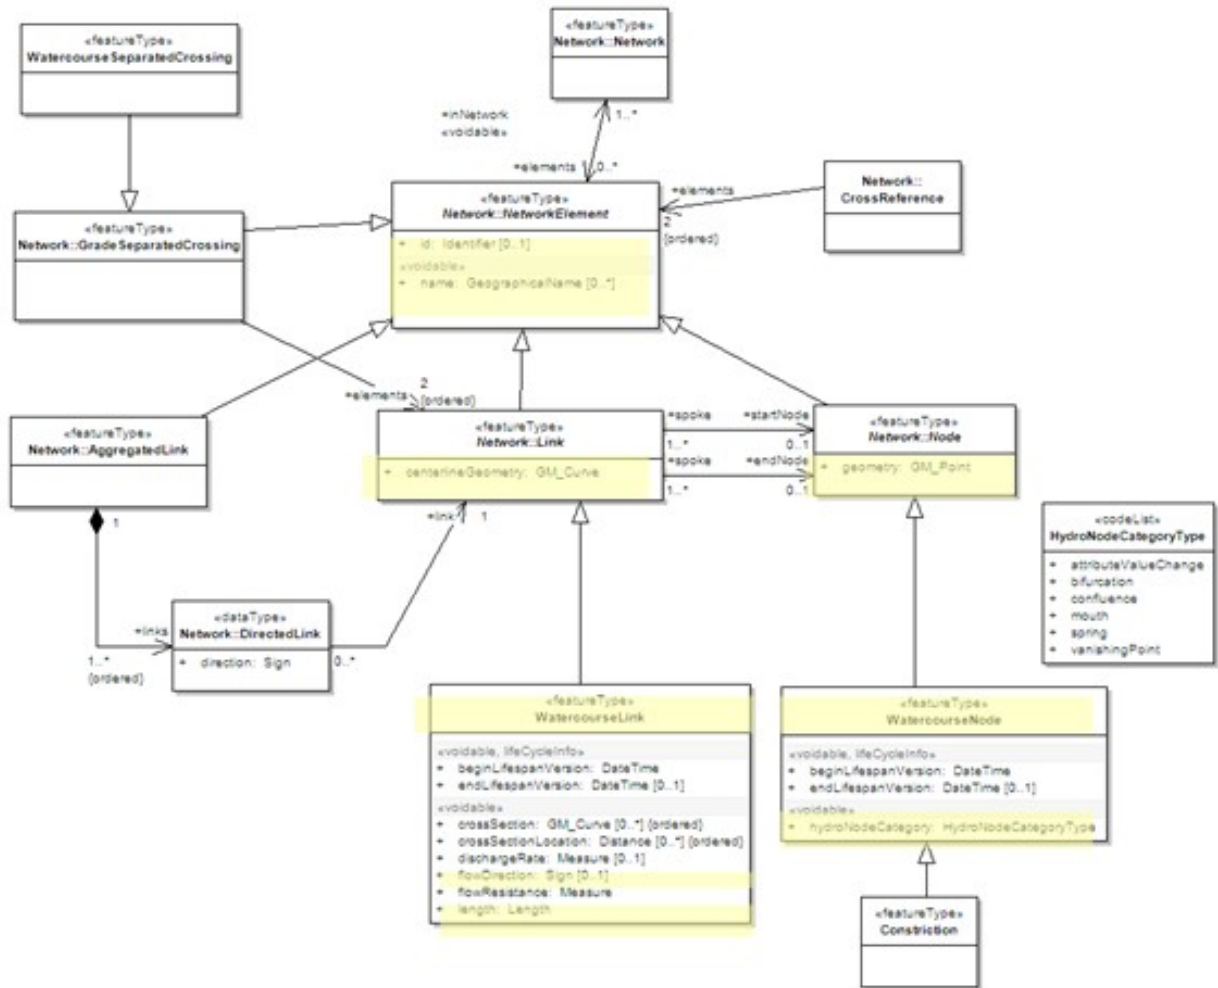 «featureType»
WatercourseSeparatedCrossing
«featureType»
Network::Network
+inNetwork
«voidable»
1..*
+elements
0..*
«featureType»
Network::NetworkElement
+ id: Identifier [0..1]
«voidable»
+ name: GeographicalName [0..*]
+elements
2
{ordered}
Network::
CrossReference
«featureType»
Network::GradeSeparatedCrossing
+elements
2
{ordered}
«featureType»
Network::AggregatedLink
1
«featureType»
Network::Link
+ centerlineGeometry: GM_Curve
+spoke
+startNode
1..*
0..1
+spoke
+endNode
1..*
0..1
«featureType»
Network::Node
+ geometry: GM_Point
+link
1
«codeList»
HydroNodeCategoryType
+ attributeValueChange
+ bifurcation
+ confluence
+ mouth
+ spring
+ vanishingPoint
+links
1..*
{ordered}
«dataType»
Network::DirectedLink
+ direction: Sign
0..*
«featureType»
WatercourseLink
«voidable, lifeCycleInfo»
+ beginLifespanVersion: DateTime
+ endLifespanVersion: DateTime [0..1]
«voidable»
+ crossSection: GM_Curve [0..*] {ordered}
+ crossSectionLocation: Distance [0..*] {ordered}
+ dischargeRate: Measure [0..1]
+ flowDirection: Sign [0..1]
+ flowResistance: Measure
+ length: Length
«featureType»
WatercourseNode
«voidable, lifeCycleInfo»
+ beginLifespanVersion: DateTime
+ endLifespanVersion: DateTime [0..1]
«voidable»
+ hydroNodeCategory: HydroNodeCategoryType
«featureType»
Constriction